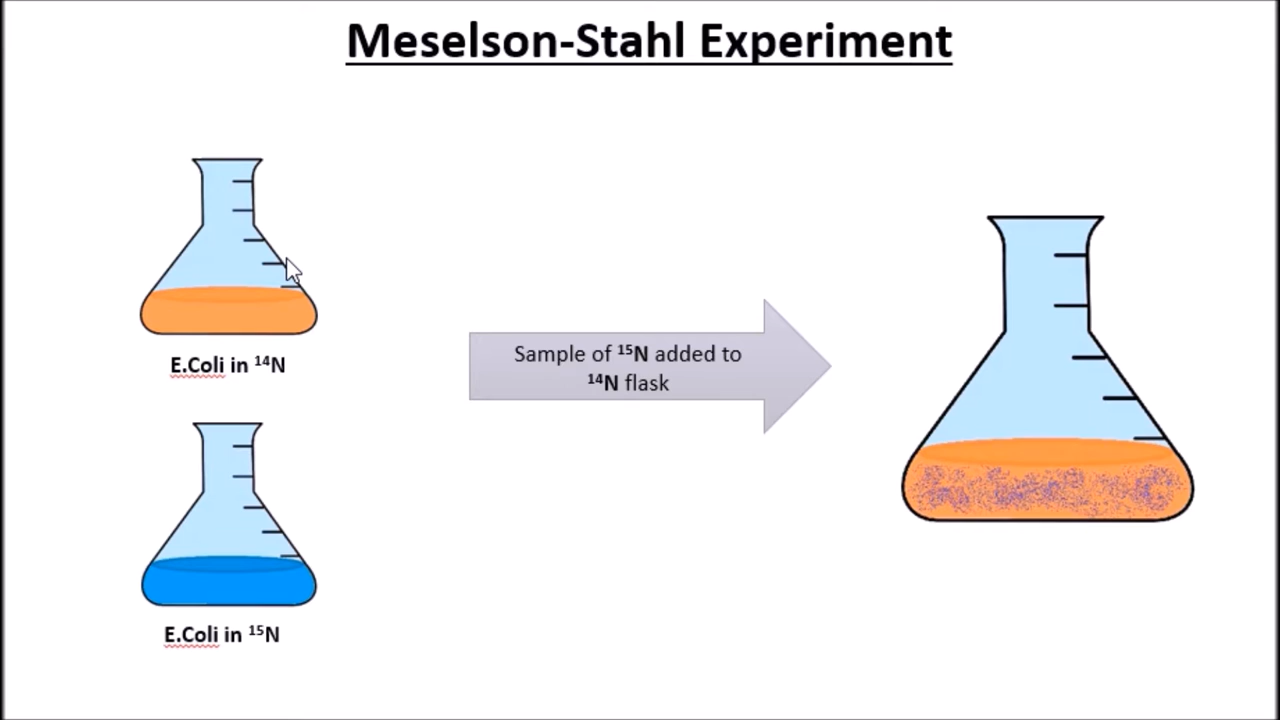 Meselson-Stahl Experiment
E.Coli in ¹⁴N
Sample of ¹⁵N added to
¹⁴N flask
E.Coli in ¹⁵N